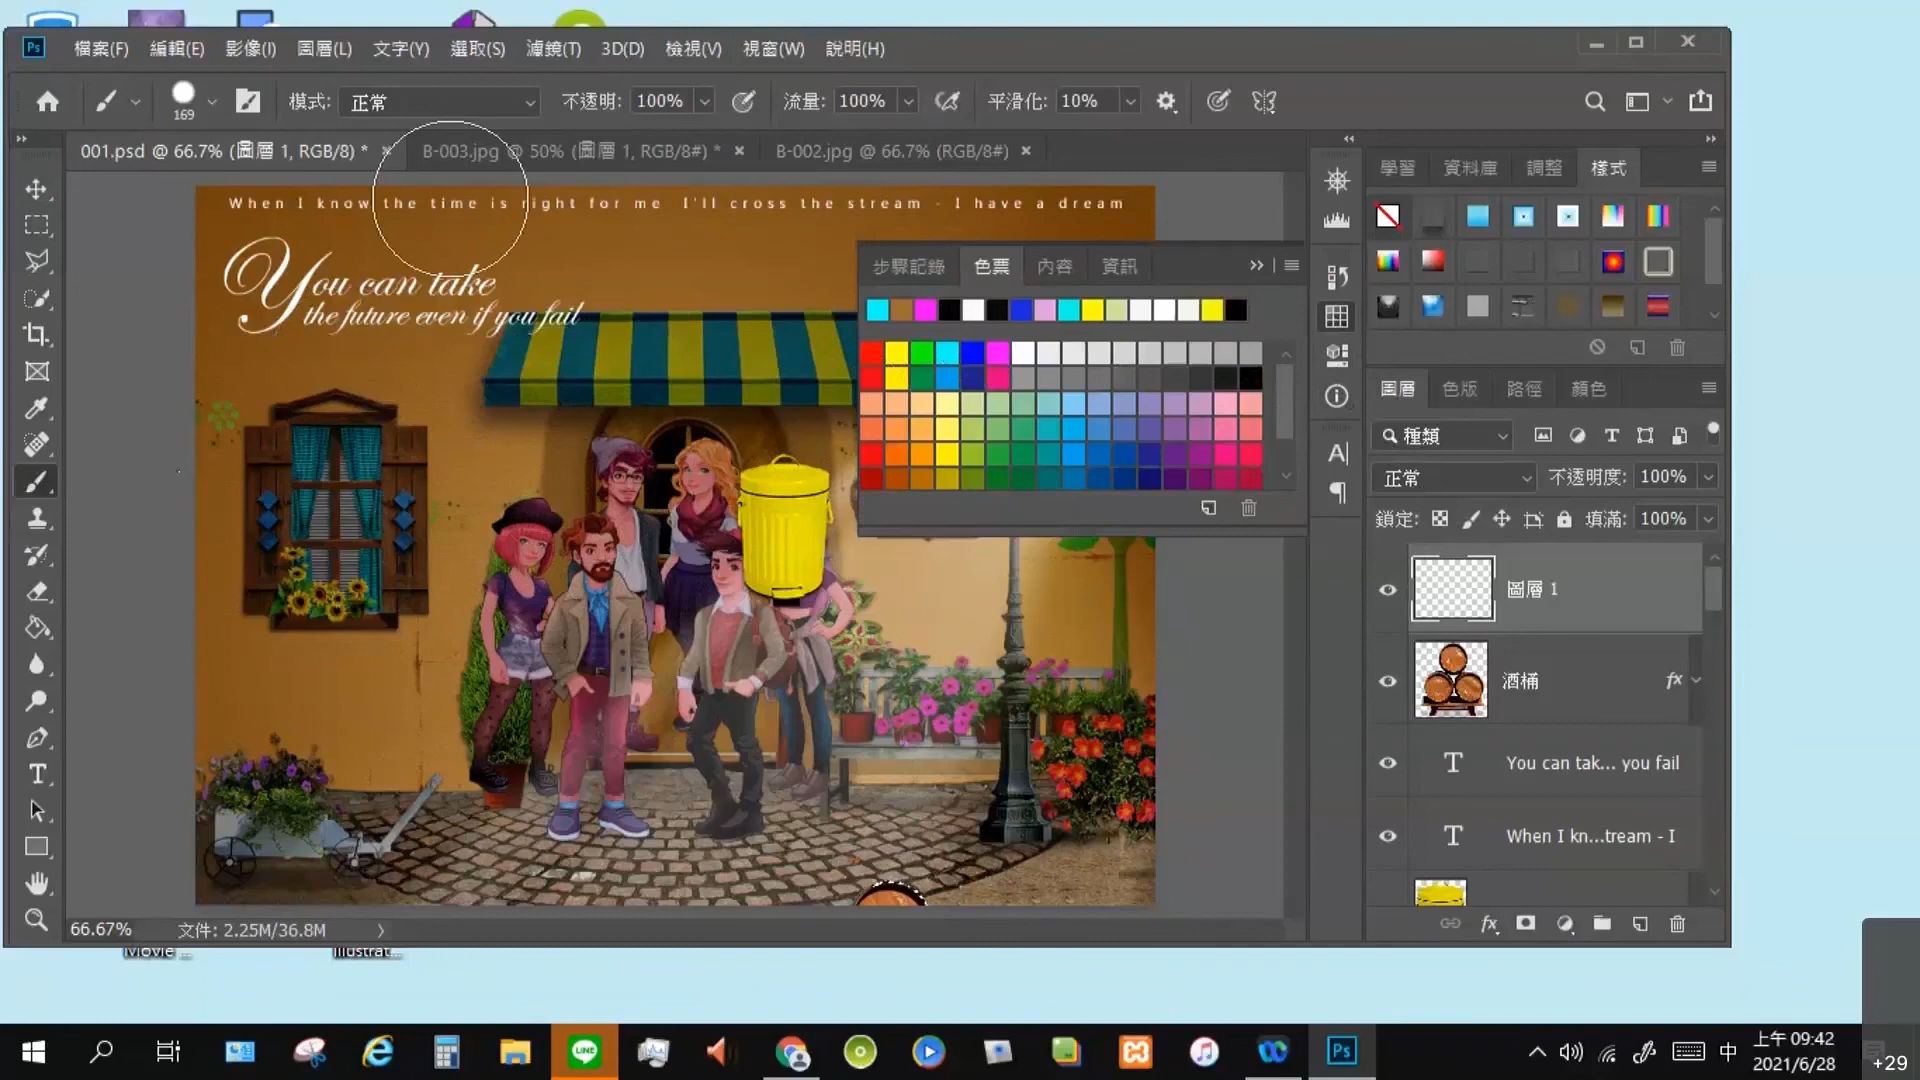 Ps 檔案(F) 編輯(E) 影像(I) 圖層(L) 文字(Y) 選取(S) 濾鏡(T) 3D(D) 檢視(V) 視窗(W) 說明(H)
169 模式: 正常 不透明: 100% 流量: 100% 平滑化: 10%
001.psd @ 66.7% (圖層 1, RGB/8) * B-003.jpg @ 50% (圖層 1, RGB/8#) * B-002.jpg @ 66.7% (RGB/8#)
學習 資料庫 調整 樣式
When I know the time is right for me I'll cross the stream - I have a dream
You can take
the future even if you fail
步驟記錄 色票 內容 資訊
圖層 色版 路徑 顏色
種類
正常 不透明度: 100%
鎖定: 填滿: 100%
圖層 1
酒桶 fx
T You can tak... you fail
T When I kn...tream - I
66.67% 文件: 2.25M/36.8M
iMovie ... Illustrat...
LINE Ps 中 上午 09:42
2021/6/28
+29